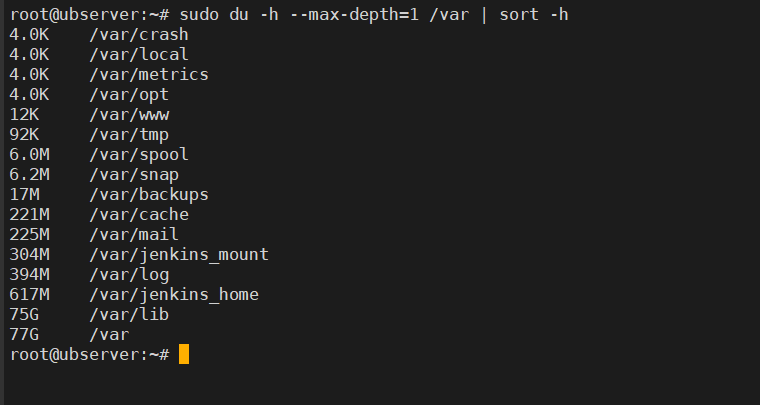 root@ubserver:~# sudo du -h --max-depth=1 /var | sort -h
4.0K    /var/crash
4.0K    /var/local
4.0K    /var/metrics
4.0K    /var/opt
12K     /var/www
92K     /var/tmp
6.0M    /var/spool
6.2M    /var/snap
17M     /var/backups
221M    /var/cache
225M    /var/mail
304M    /var/jenkins_mount
394M    /var/log
617M    /var/jenkins_home
75G     /var/lib
77G     /var
root@ubserver:~#